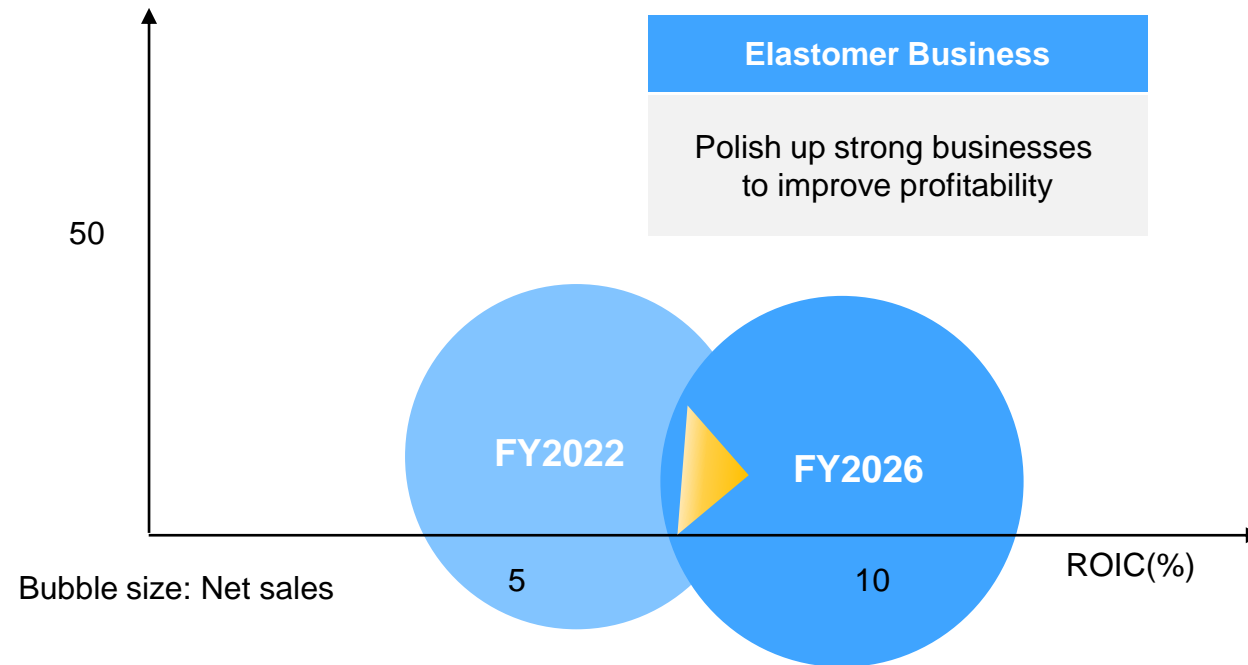 Elastomer Business
Polish up strong businesses
to improve profitability
50
FY2022
FY2026
ROIC(%)
5
10
Bubble size: Net sales